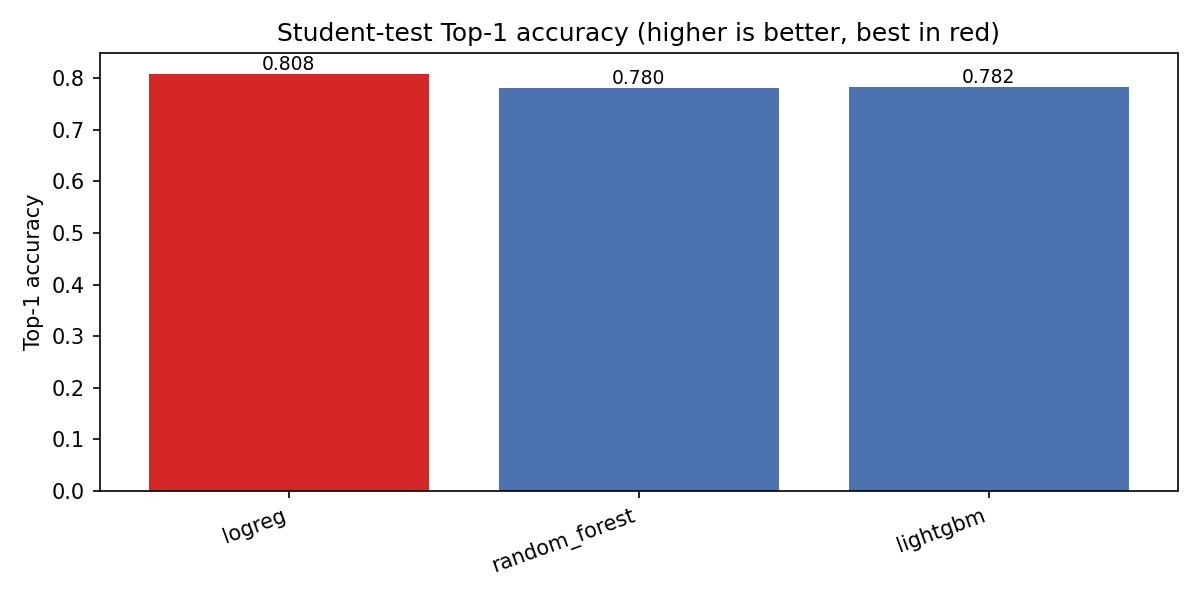 Student-test Top-1 accuracy (higher is better, best in red)
Top-1 accuracy
0.8
0.7
0.6
0.5
0.4
0.3
0.2
0.1
0.0
0.808
0.780
0.782
logreg
random_forest
lightgbm